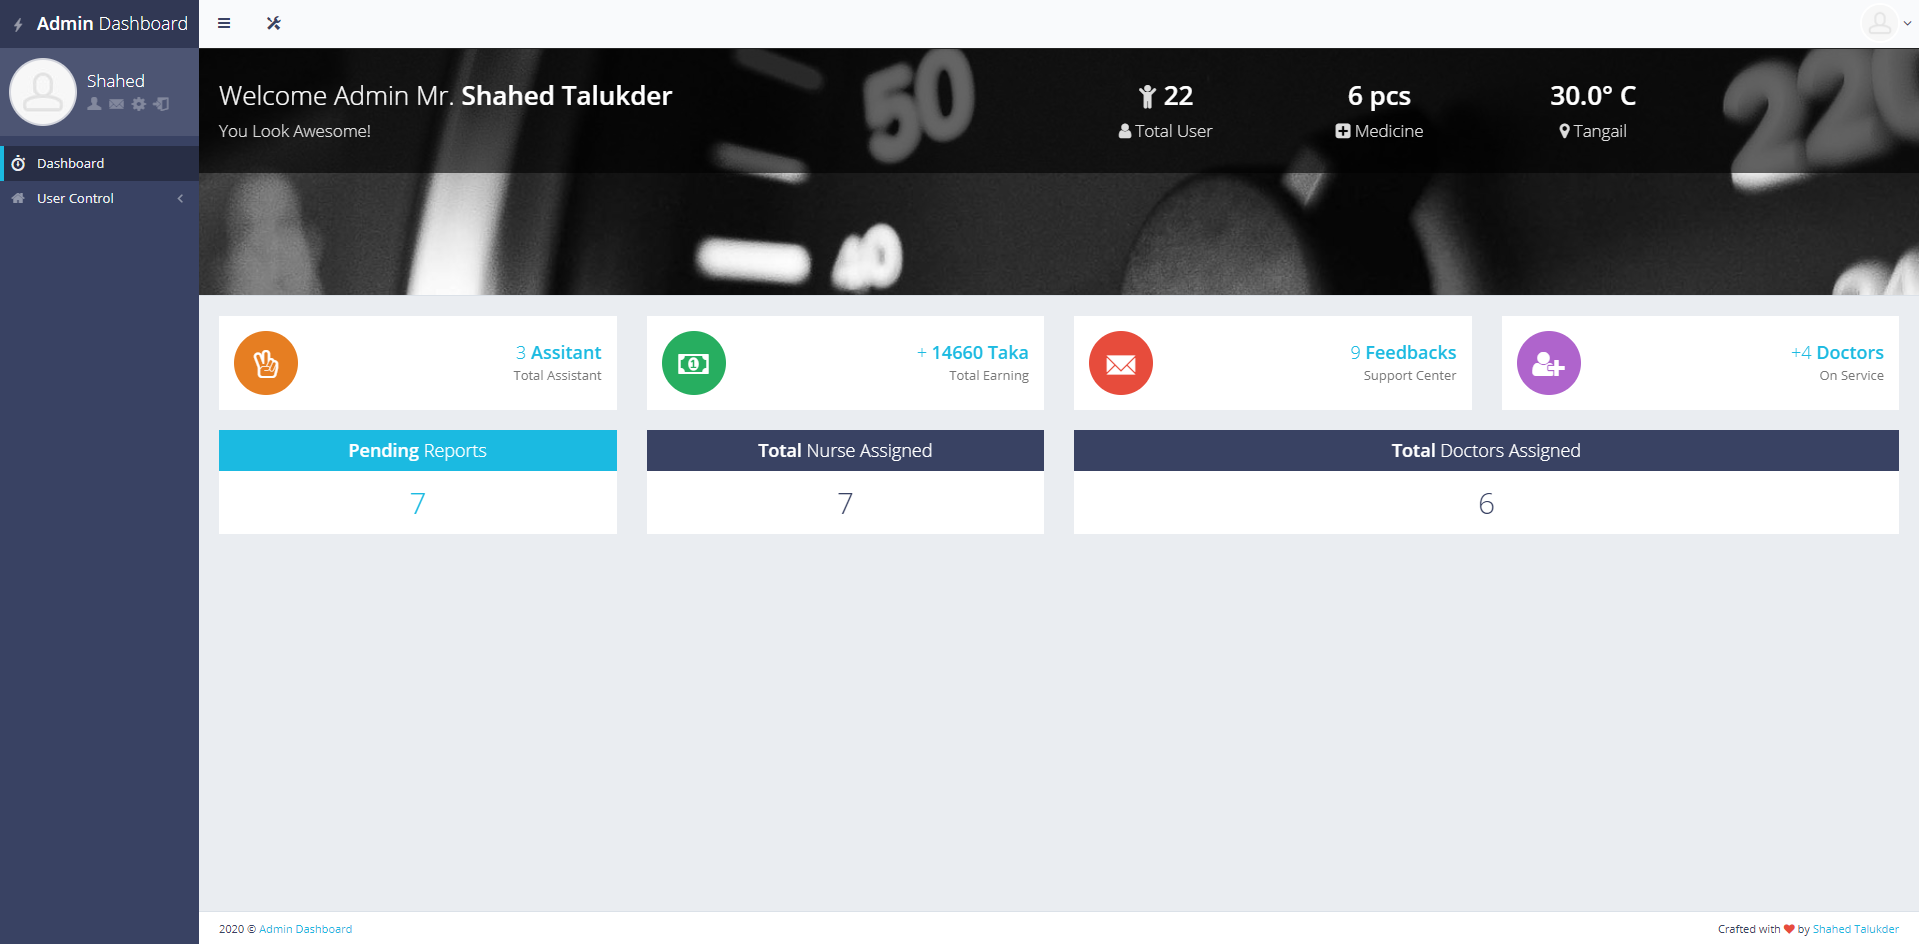 Admin Dashboard
Shahed
Dashboard
User Control
Welcome Admin Mr. Shahed Talukder
You Look Awesome!
22
Total User
6 pcs
Medicine
30.0° C
Tangail
50
40
220
3 Assitant
Total Assistant
+ 14660 Taka
Total Earning
9 Feedbacks
Support Center
+4 Doctors
On Service
Pending Reports
7
Total Nurse Assigned
7
Total Doctors Assigned
6
2020 © Admin Dashboard
Crafted with ❤ by Shahed Talukder